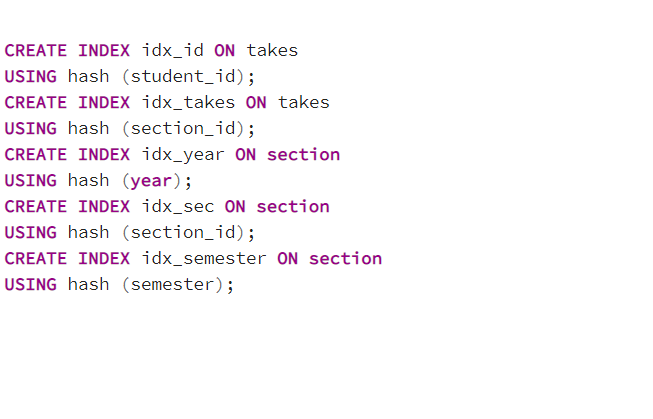 CREATE INDEX idx_id ON takes
USING hash (student_id);
CREATE INDEX idx_takes ON takes
USING hash (section_id);
CREATE INDEX idx_year ON section
USING hash (year);
CREATE INDEX idx_sec ON section
USING hash (section_id);
CREATE INDEX idx_semester ON section
USING hash (semester);